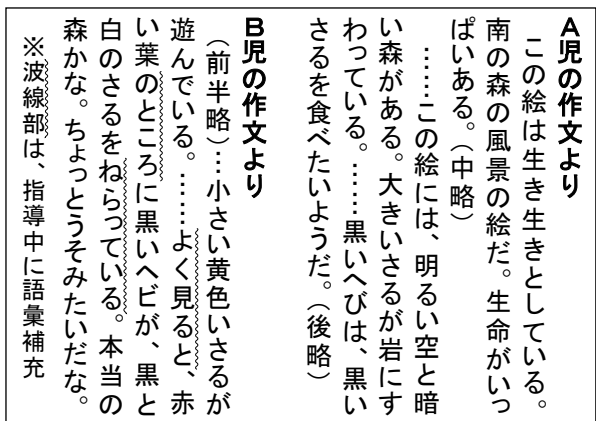 A児の作文より
この絵は生き生きとしている。
南の森の風景の絵だ。生命がいっ
ぱいある。(中略)
……この絵には、明るい空と暗
い森がある。大きいさるが岩にす
わっている。……黒いへびは、黒い
さるを食べたいようだ。(後略)
B児の作文より
(前半略)…小さい黄色いさるが
遊んでいる。……よく見ると、赤
い葉のところに黒いヘビが、黒と
白のさるをねらっている。本当の
森かな。ちょっとうそみたいだな。
※波線部は、指導中に語彙補充